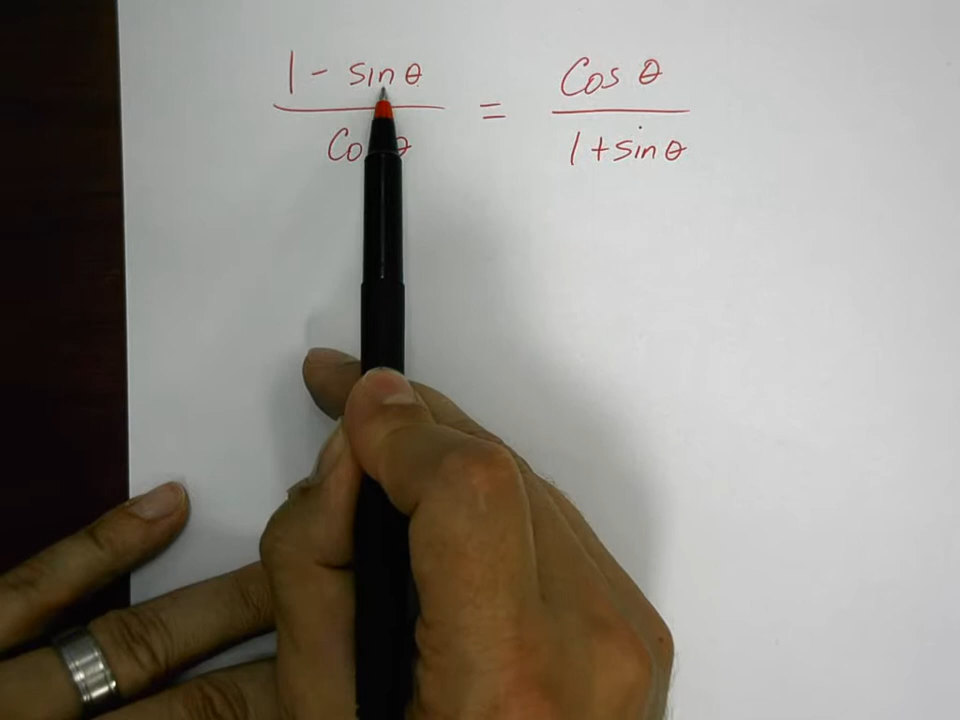 1 - sin θ / Co θ = Cos θ / 1 + sin θ